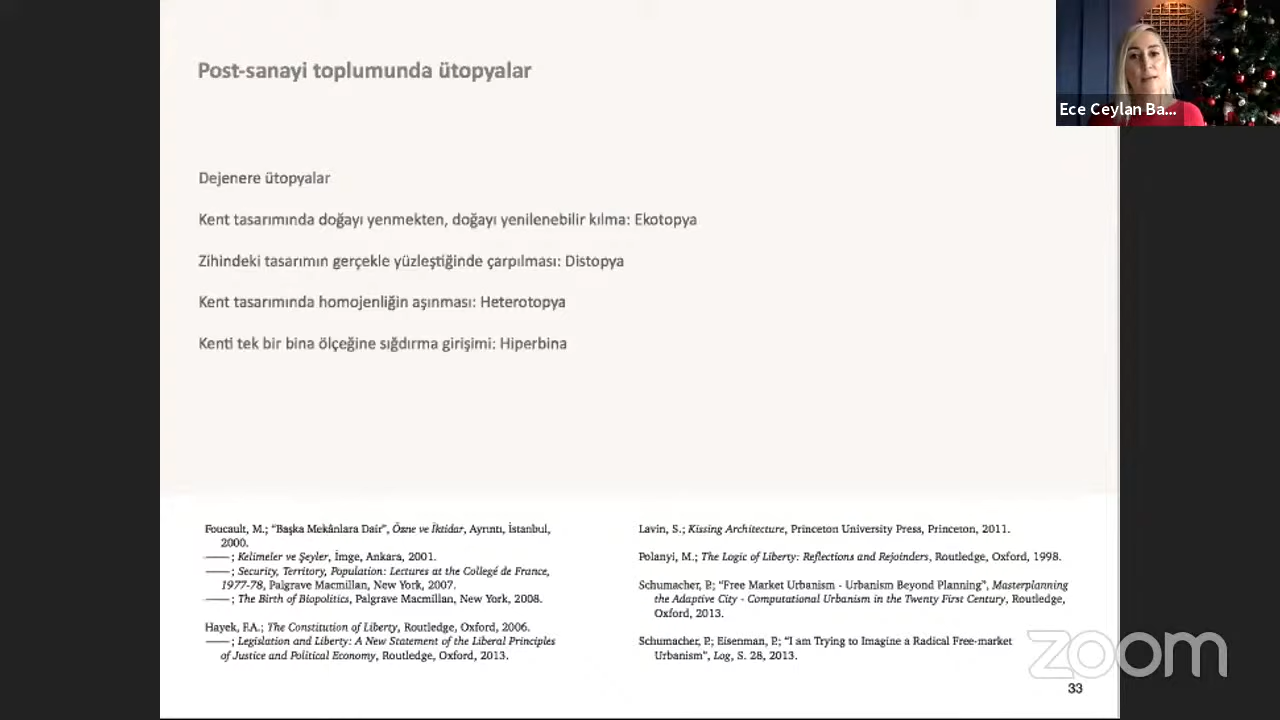 Post-sanayi toplumunda ütopyalar
Ece Ceylan Ba...
Dejenere ütopyalar
Kent tasarımında doğayı yenmekten, doğayı yenilenebilir kılma: Ekotopya
Zihindeki tasarımın gerçekle yüzleştiğinde çarpılması: Distopya
Kent tasarımında homojenliğin aşınması: Heterotopya
Kenti tek bir bina ölçeğine sığdırma girişimi: Hiperbina
Foucault, M.; “Başka Mekânlara Dair”, Özne ve İktidar, Ayrıntı, İstanbul,
2000.
—— ; Kelimeler ve Şeyler, İmge, Ankara, 2001.
—— ; Security, Territory, Population: Lectures at the Collegé de France,
1977-78, Palgrave Macmillan, New York, 2007.
—— ; The Birth of Biopolitics, Palgrave Macmillan, New York, 2008.
Hayek, F.A.; The Constitution of Liberty, Routledge, Oxford, 2006.
—— ; Legislation and Liberty: A New Statement of the Liberal Principles
of Justice and Political Economy, Routledge, Oxford, 2013.
Lavin, S.; Kissing Architecture, Princeton University Press, Princeton, 2011.
Polanyi, M.; The Logic of Liberty: Reflections and Rejoinders, Routledge, Oxford, 1998.
Schumacher, P.; “Free Market Urbanism - Urbanism Beyond Planning”, Masterplanning
the Adaptive City - Computational Urbanism in the Twenty First Century, Routledge,
Oxford, 2013.
Schumacher, P.; Eisenman, P.; “I am Trying to Imagine a Radical Free-market
Urbanism”, Log, S. 28, 2013.
zoom
33